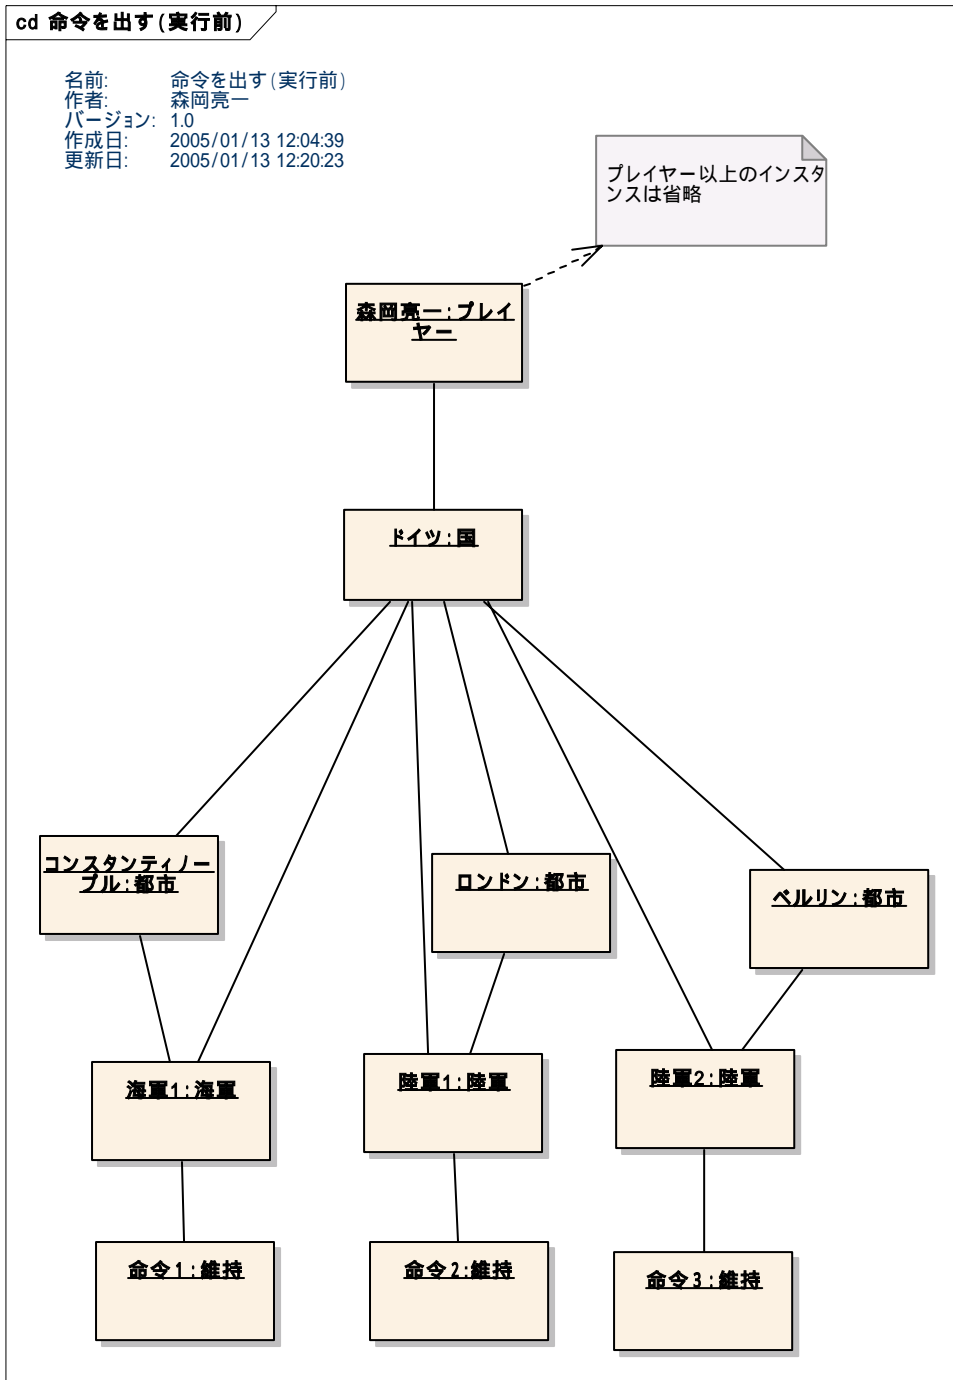 cd 命令を出す(実行前)
名前: 命令を出す(実行前)
作者: 森岡亮一
バージョン: 1.0
作成日: 2005/01/13 12:04:39
更新日: 2005/01/13 12:20:23
プレイヤー以上のインスタ
ンスは省略
森岡亮一:プレイ
ヤー
ドイツ:国
コンスタンティノー
プル:都市
ロンドン:都市
ベルリン:都市
海軍1:海軍
陸軍1:陸軍
陸軍2:陸軍
命令1:維持
命令2:維持
命令3:維持